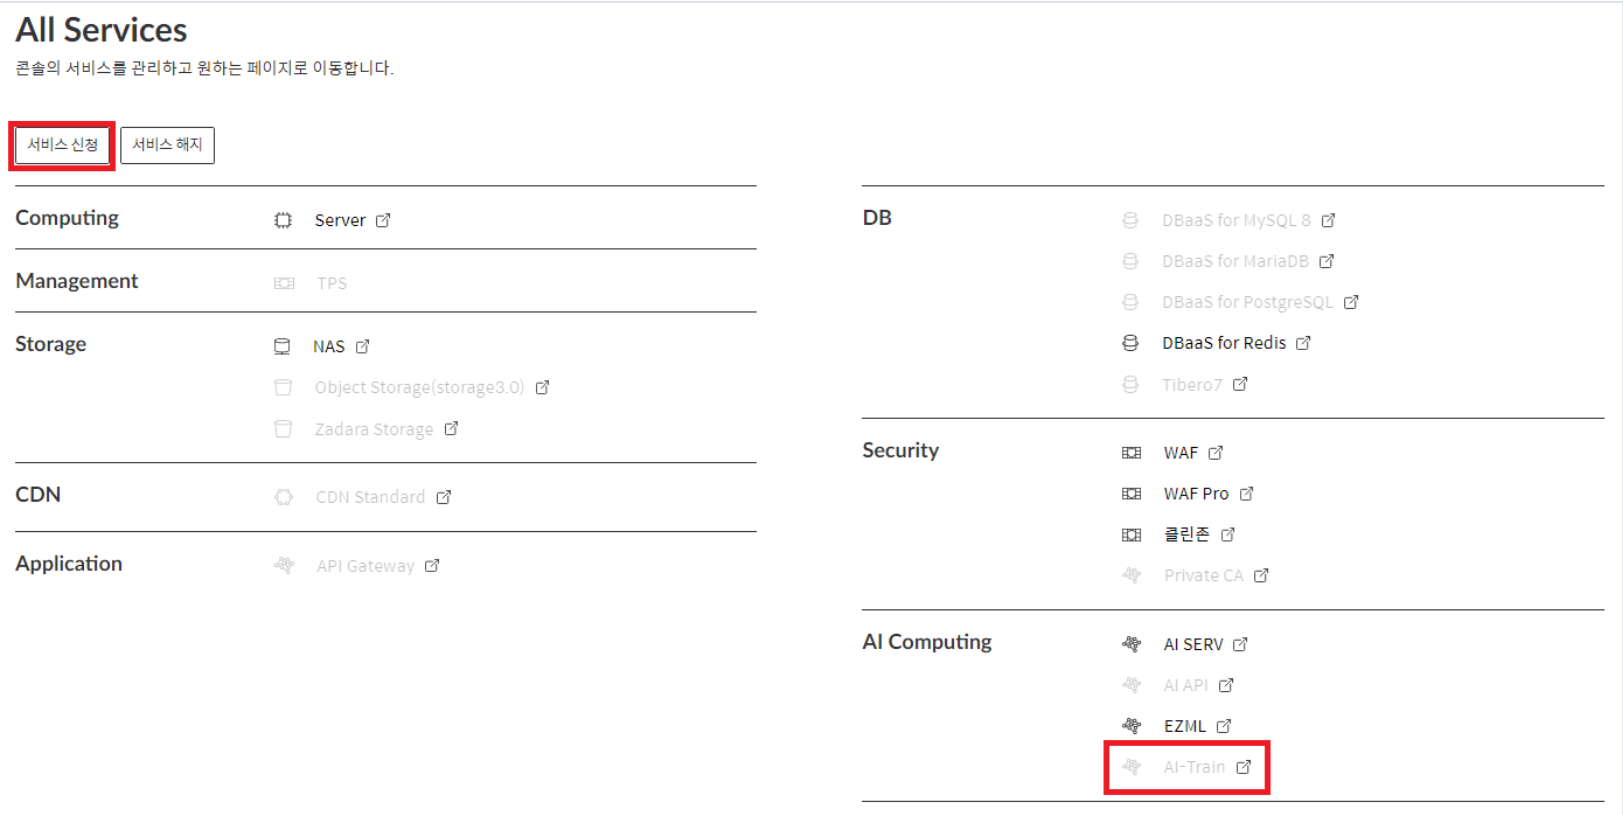 All Services
콘솔의 서비스를 관리하고 원하는 페이지로 이동합니다.
서비스 신청
서비스 해지
Computing
Server
Management
TPS
Storage
NAS
Object Storage(storage3.0)
Zadara Storage
CDN
CDN Standard
Application
API Gateway
DB
DBaaS for MySQL 8
DBaaS for MariaDB
DBaaS for PostgreSQL
DBaaS for Redis
Tibero7
Security
WAF
WAF Pro
클린존
Private CA
AI Computing
AI SERV
AI API
EZML
AI-Train